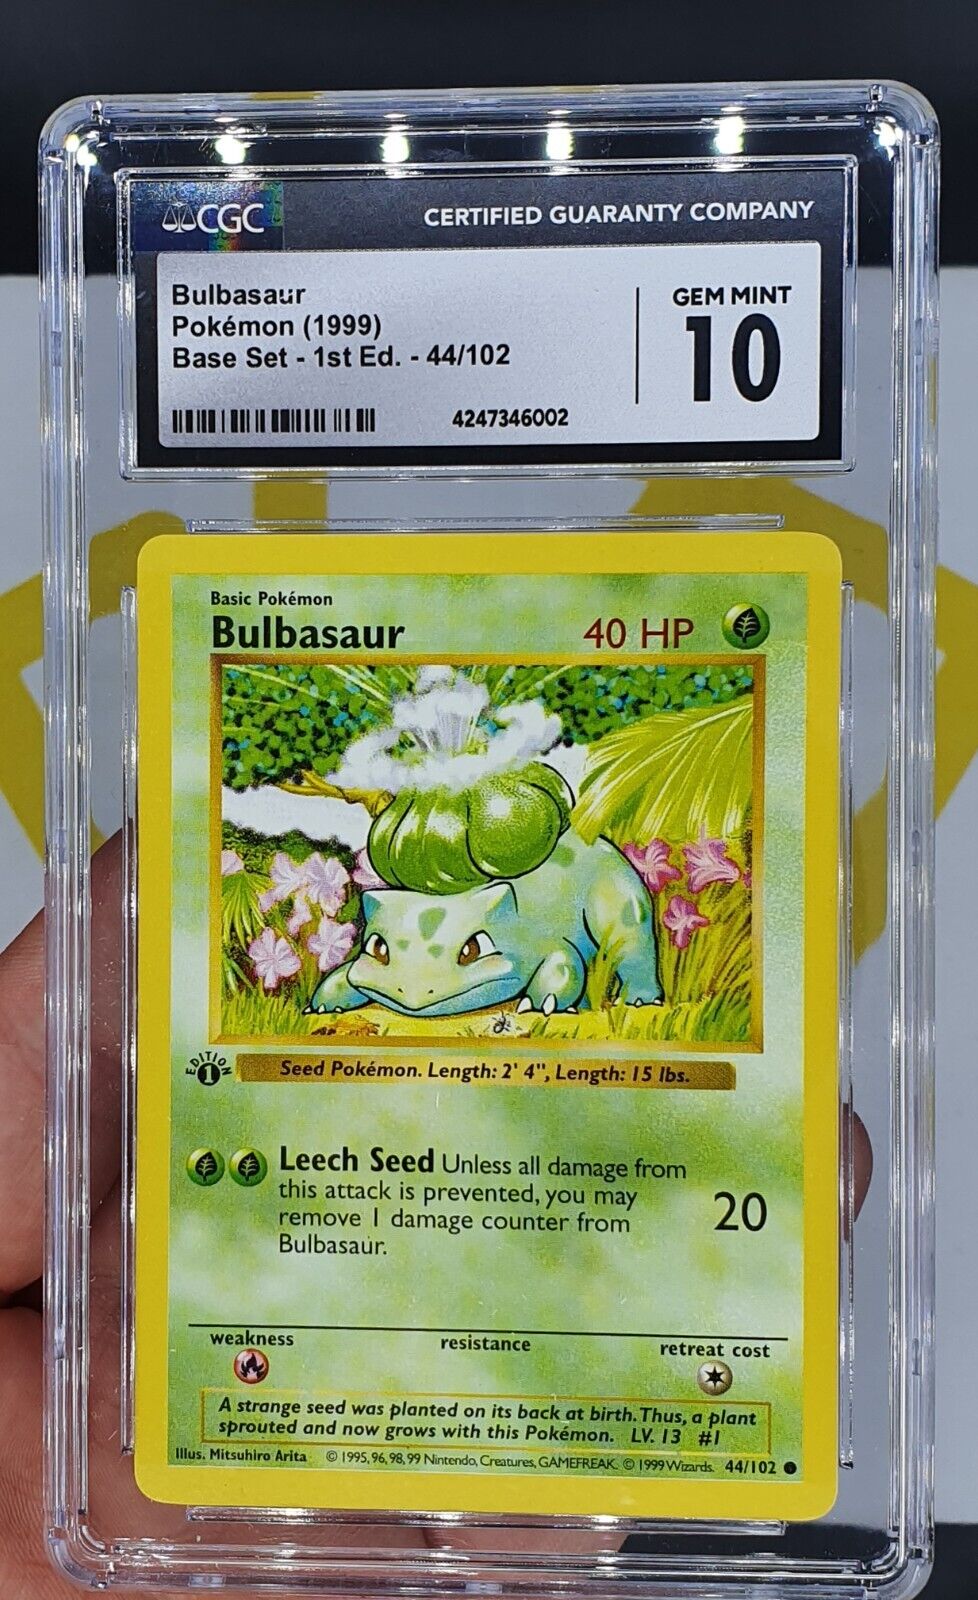 CGC
CERTIFIED GUARANTY COMPANY
Bulbasaur
Pokémon (1999)
Base Set - 1st Ed. - 44/102
GEM MINT
10
4247346002
Basic Pokémon
Bulbasaur
40 HP
EDITION
1
Seed Pokémon. Length: 2' 4", Length: 15 lbs.
Leech Seed Unless all damage from
this attack is prevented, you may
remove 1 damage counter from
Bulbasaur.
20
weakness
resistance
retreat cost
A strange seed was planted on its back at birth. Thus, a plant
sprouted and now grows with this Pokémon. LV. 13 #1
Illus. Mitsuhiro Arita © 1995, 96, 98, 99 Nintendo, Creatures, GAMEFREAK. © 1999 Wizards. 44/102